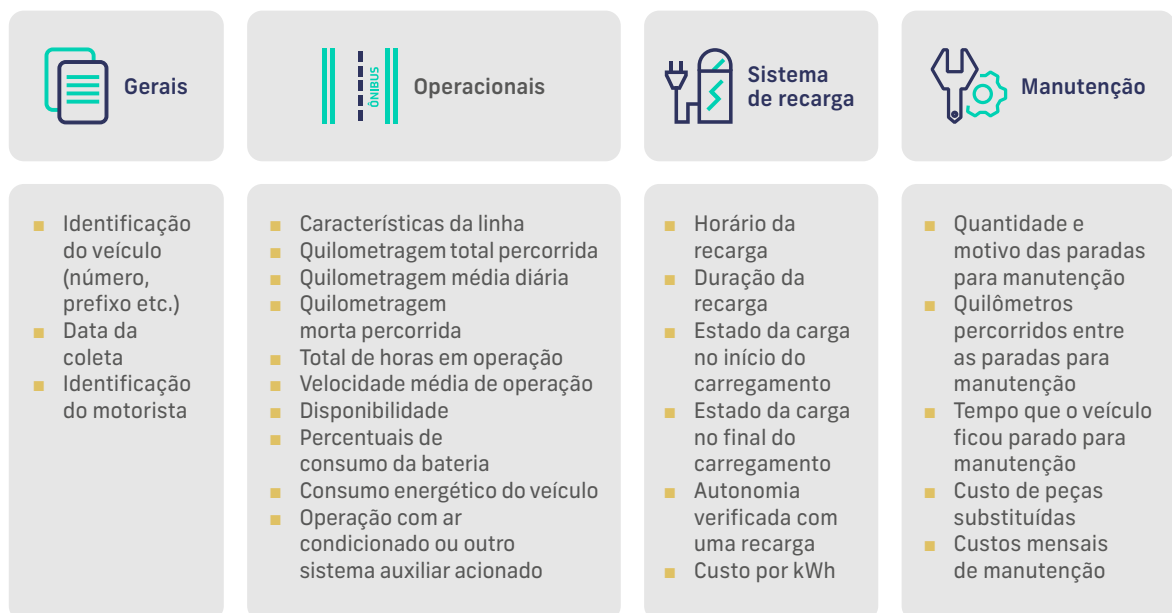 Gerais
ÔNIBUS
Operacionais
Sistema
de recarga
Manutenção
Identificação
do veículo
(número,
prefixo etc.)
Data da
coleta
Identificação
do motorista
Características da linha
Quilometragem total percorrida
Quilometragem média diária
Quilometragem
morta percorrida
Total de horas em operação
Velocidade média de operação
Disponibilidade
Percentuais de
consumo da bateria
Consumo energético do veículo
Operação com ar
condicionado ou outro
sistema auxiliar acionado
Horário da
recarga
Duração da
recarga
Estado da carga
no início do
carregamento
Estado da carga
no final do
carregamento
Autonomia
verificada com
uma recarga
Custo por kWh
Quantidade e
motivo das paradas
para manutenção
Quilômetros
percorridos entre
as paradas para
manutenção
Tempo que o veículo
ficou parado para
manutenção
Custo de peças
substituídas
Custos mensais
de manutenção